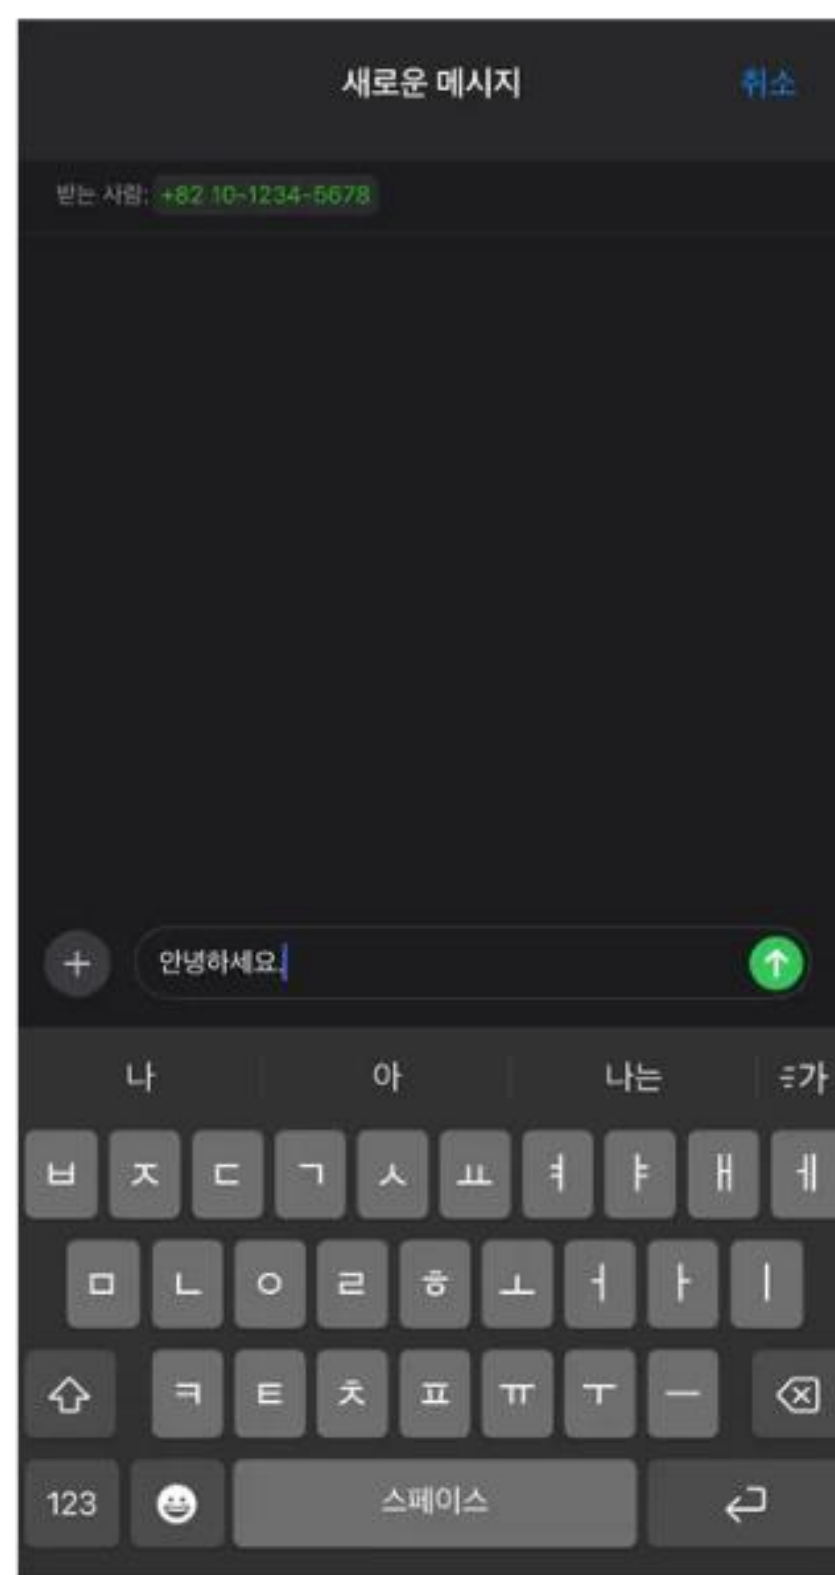 새로운 메시지 취소
받는 사람: +82 10-1234-5678
안녕하세요.
나 아 나는 가
ㅂ ㅈ ㄷ ㄱ ㅅ ㅛ ㅕ ㅑ ㅐ ㅔ
ㅁ ㄴ ㅇ ㄹ ㅎ ㅗ ㅓ ㅏ ㅣ
ㅋ ㅌ ㅊ ㅍ ㅠ ㅜ ㅡ
123 스페이스